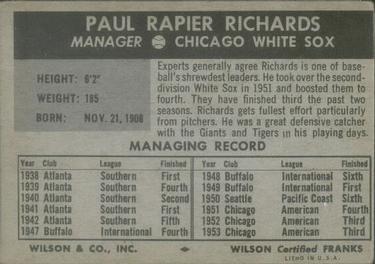 PAUL RAPIER RICHARDS
MANAGER CHICAGO WHITE SOX
HEIGHT: 6'2"
WEIGHT: 185
BORN: NOV. 21, 1908
Experts generally agree Richards is one of base-
ball's shrewdest leaders. He took over the second-
division White Sox in 1951 and boosted them to
fourth. They have finished third the past two
seasons. Richards gets fullest effort particularly
from pitchers. He was a great defensive catcher
with the Giants and Tigers in his playing days.
MANAGING RECORD
Year Club League Finished
1938 Atlanta Southern First
1939 Atlanta Southern Fourth
1940 Atlanta Southern Second
1941 Atlanta Southern First
1942 Atlanta Southern Fifth
1947 Buffalo International Fourth
Year Club League Finished
1948 Buffalo International Sixth
1949 Buffalo International First
1950 Seattle Pacific Coast Sixth
1951 Chicago American Fourth
1952 Chicago American Third
1953 Chicago American Third
WILSON & CO., INC. WILSON Certified FRANKS
LITHO IN U.S.A.